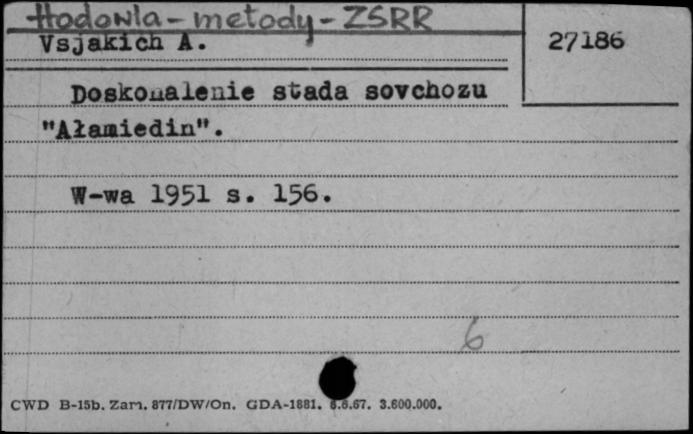 Hodowla - metody - ZSRR
Vsjakich A.
27186
Doskonalenie stada sovchozu
"Ałamiedin".
W-wa 1951 s. 156.
6
CWD B-15b. Zam. 877/DW/On. GDA-1881. 8.6.67. 3.600.000.